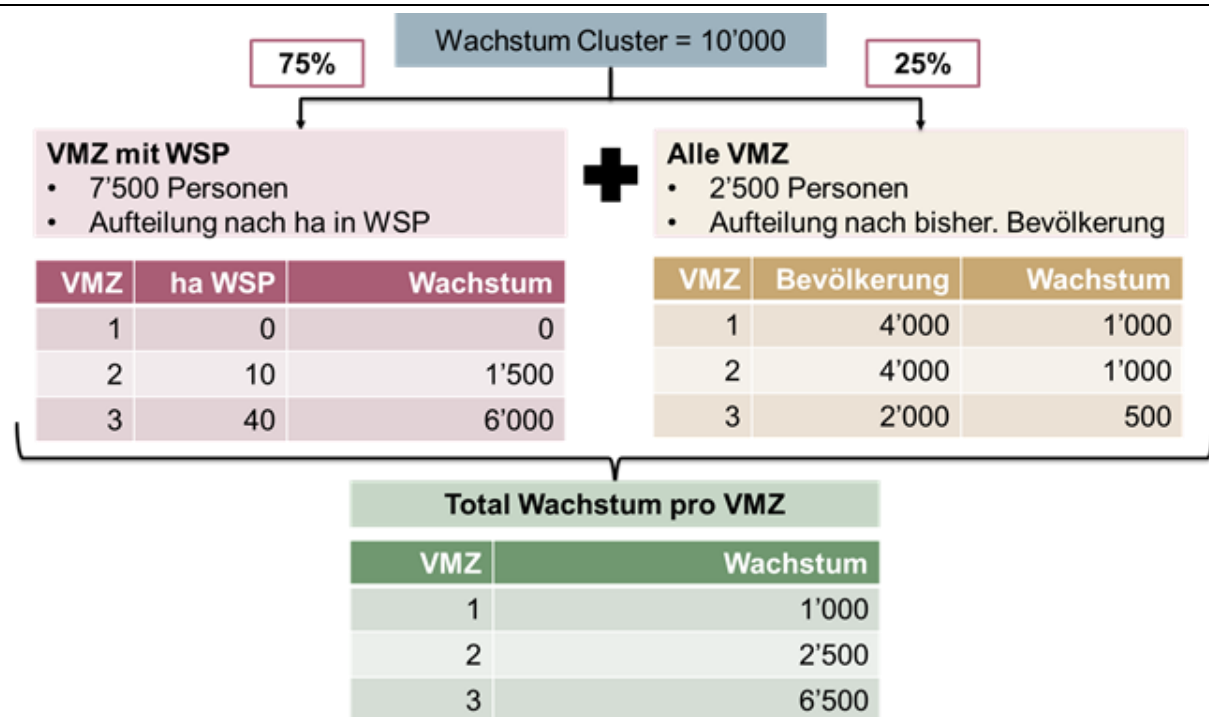 Wachstum Cluster = 10’000
75%
25%
VMZ mit WSP
• 7’500 Personen
• Aufteilung nach ha in WSP
Alle VMZ
• 2’500 Personen
• Aufteilung nach bisher. Bevölkerung
VMZ ha WSP Wachstum
1 0 0
2 10 1’500
3 40 6’000
VMZ Bevölkerung Wachstum
1 4’000 1’000
2 4’000 1’000
3 2’000 500
Total Wachstum pro VMZ
VMZ Wachstum
1 1’000
2 2’500
3 6’500